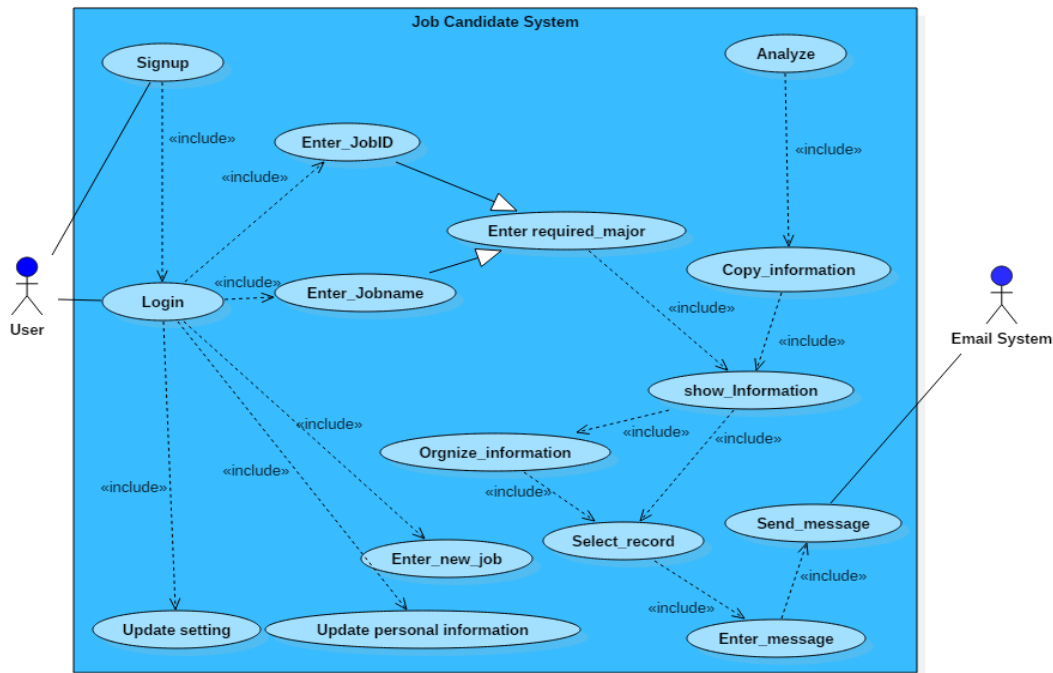 Job Candidate System
Signup
Analyze
«include»
Enter_JobID
«include»
«include»
Enter required_major
Copy_information
«include»
Login
Enter_Jobname
User
«include»
Email System
«include»
show_Information
«include»
«include»
«include»
Orgnize_information
«include»
«include»
«include»
Send_message
Select_record
Enter_new_job
«include»
«include»
Update setting
Update personal information
Enter_message